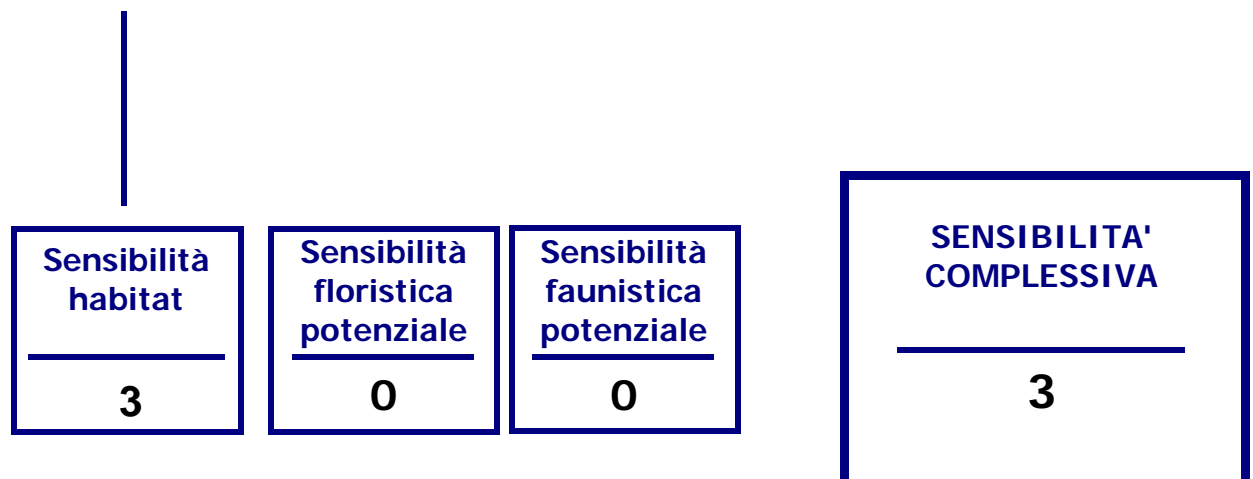 Sensibilità
habitat
3
Sensibilità
floristica
potenziale
0
Sensibilità
faunistica
potenziale
0
SENSIBILITA'
COMPLESSIVA
3